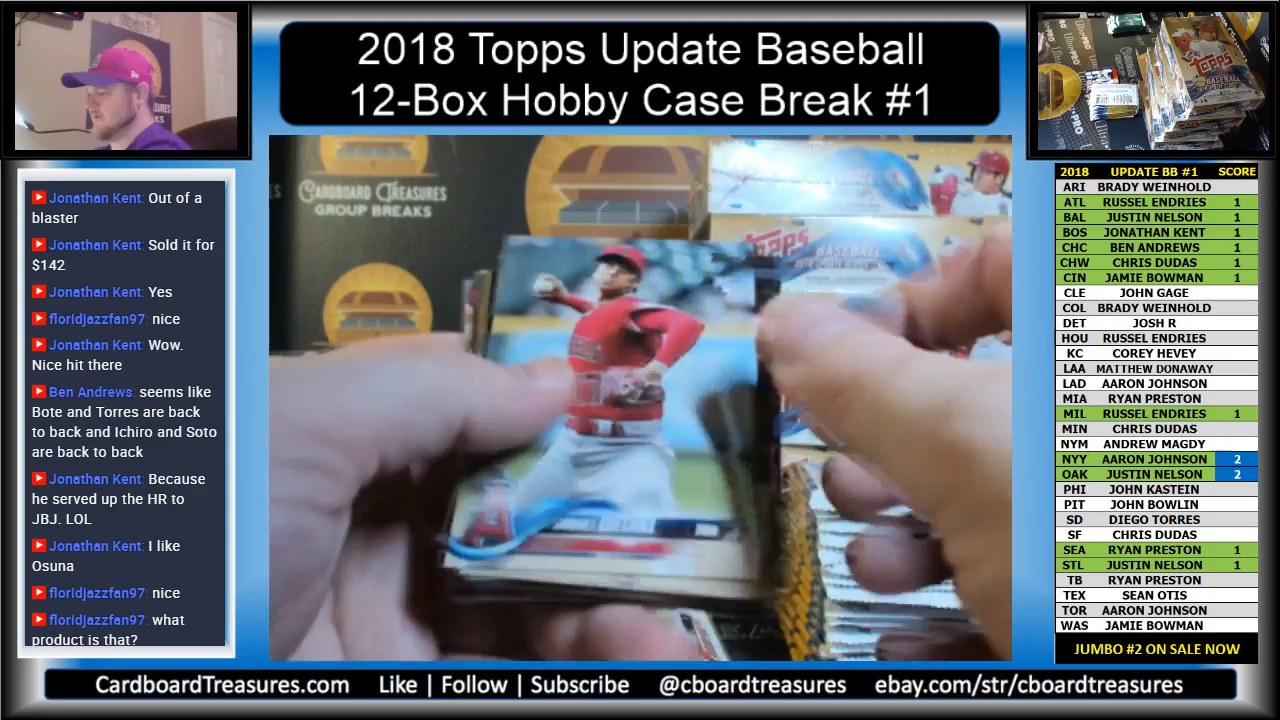 2018 Topps Update Baseball
12-Box Hobby Case Break #1
Jonathan Kent: Out of a
blaster
Jonathan Kent: Sold it for
$142
Jonathan Kent: Yes
floridjazzfan97: nice
Jonathan Kent: Wow.
Nice hit there
Ben Andrews: seems like
Bote and Torres are back
to back and Ichiro and Soto
are back to back
Jonathan Kent: Because
he served up the HR to
JBJ. LOL
Jonathan Kent: I like
Osuna
floridjazzfan97: nice
floridjazzfan97: what
product is that?
CARDBOARD TREASURES
GROUP BREAKS
TOPPS BASEBALL
TOPPS
BASEBALL
2018 UPDATE BB #1 SCORE
ARI BRADY WEINHOLD
ATL RUSSEL ENDRIES 1
BAL JUSTIN NELSON 1
BOS JONATHAN KENT 1
CHC BEN ANDREWS 1
CHW CHRIS DUDAS 1
CIN JAMIE BOWMAN 1
CLE JOHN GAGE
COL BRADY WEINHOLD
DET JOSH R
HOU RUSSEL ENDRIES
KC COREY HEVEY
LAA MATTHEW DONAWAY
LAD AARON JOHNSON
MIA RYAN PRESTON
MIL RUSSEL ENDRIES 1
MIN CHRIS DUDAS
NYM ANDREW MAGDY
NYY AARON JOHNSON 2
OAK JUSTIN NELSON 2
PHI JOHN KASTEIN
PIT JOHN BOWLIN
SD DIEGO TORRES
SF CHRIS DUDAS
SEA RYAN PRESTON 1
STL JUSTIN NELSON 1
TB RYAN PRESTON
TEX SEAN OTIS
TOR AARON JOHNSON
WAS JAMIE BOWMAN
JUMBO #2 ON SALE NOW
CardboardTreasures.com Like | Follow | Subscribe @cboardtreasures ebay.com/str/cboardtreasures